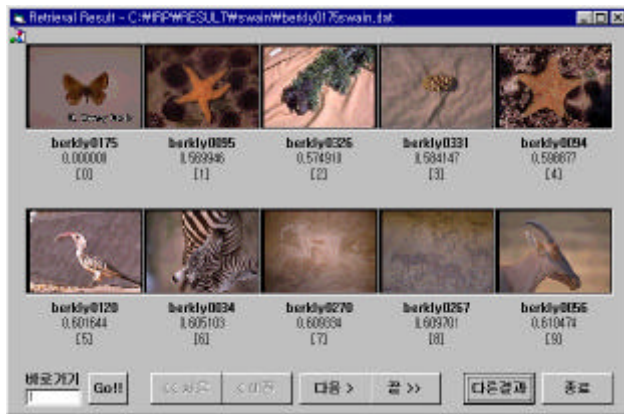 Retrieval Result - C:\IRP\RESULT\swain\berkly0175swain.dat
berkly0175 berkly0095 berkly0326 berkly0331 berkly0094
0.000000 0.569946 0.574910 0.584147 0.598877
[0] [1] [2] [3] [4]
berkly0120 berkly0034 berkly0270 berkly0267 berkly0056
0.601644 0.605103 0.609334 0.609701 0.610474
[5] [6] [7] [8] [9]
바로가기
Go!!
<< 처음 < 이전 다음 > 끝 >> 다른결과 종료